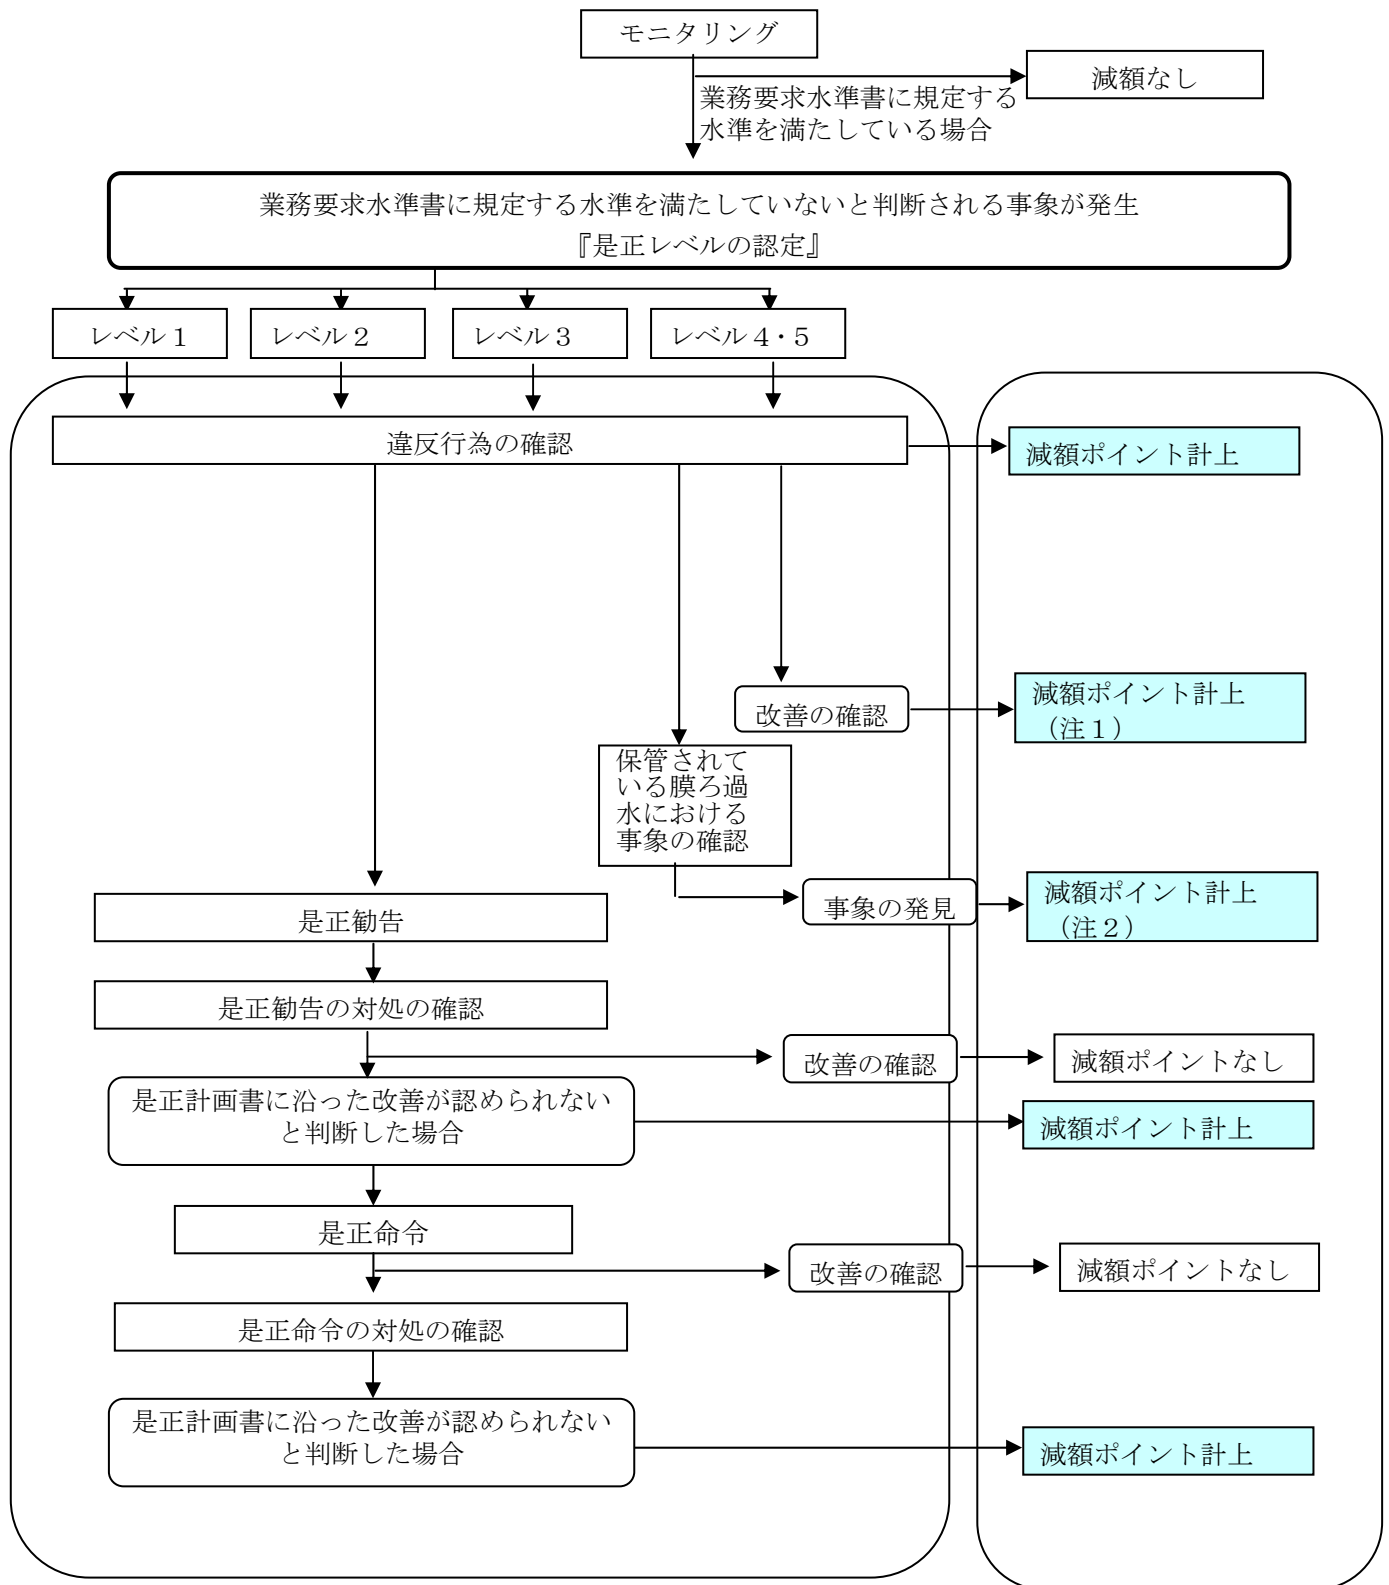 モニタリング
減額なし
業務要求水準書に規定する
水準を満たしている場合
業務要求水準書に規定する水準を満たしていないと判断される事象が発生
『是正レベルの認定』
レベル１
レベル２
レベル３
レベル４・５
違反行為の確認
減額ポイント計上
改善の確認
減額ポイント計上
（注１）
保管されて
いる膜ろ過
水における
事象の確認
事象の発見
減額ポイント計上
（注２）
是正勧告
是正勧告の対処の確認
改善の確認
減額ポイントなし
是正計画書に沿った改善が認められない
と判断した場合
減額ポイント計上
是正命令
改善の確認
減額ポイントなし
是正命令の対処の確認
是正計画書に沿った改善が認められない
と判断した場合
減額ポイント計上